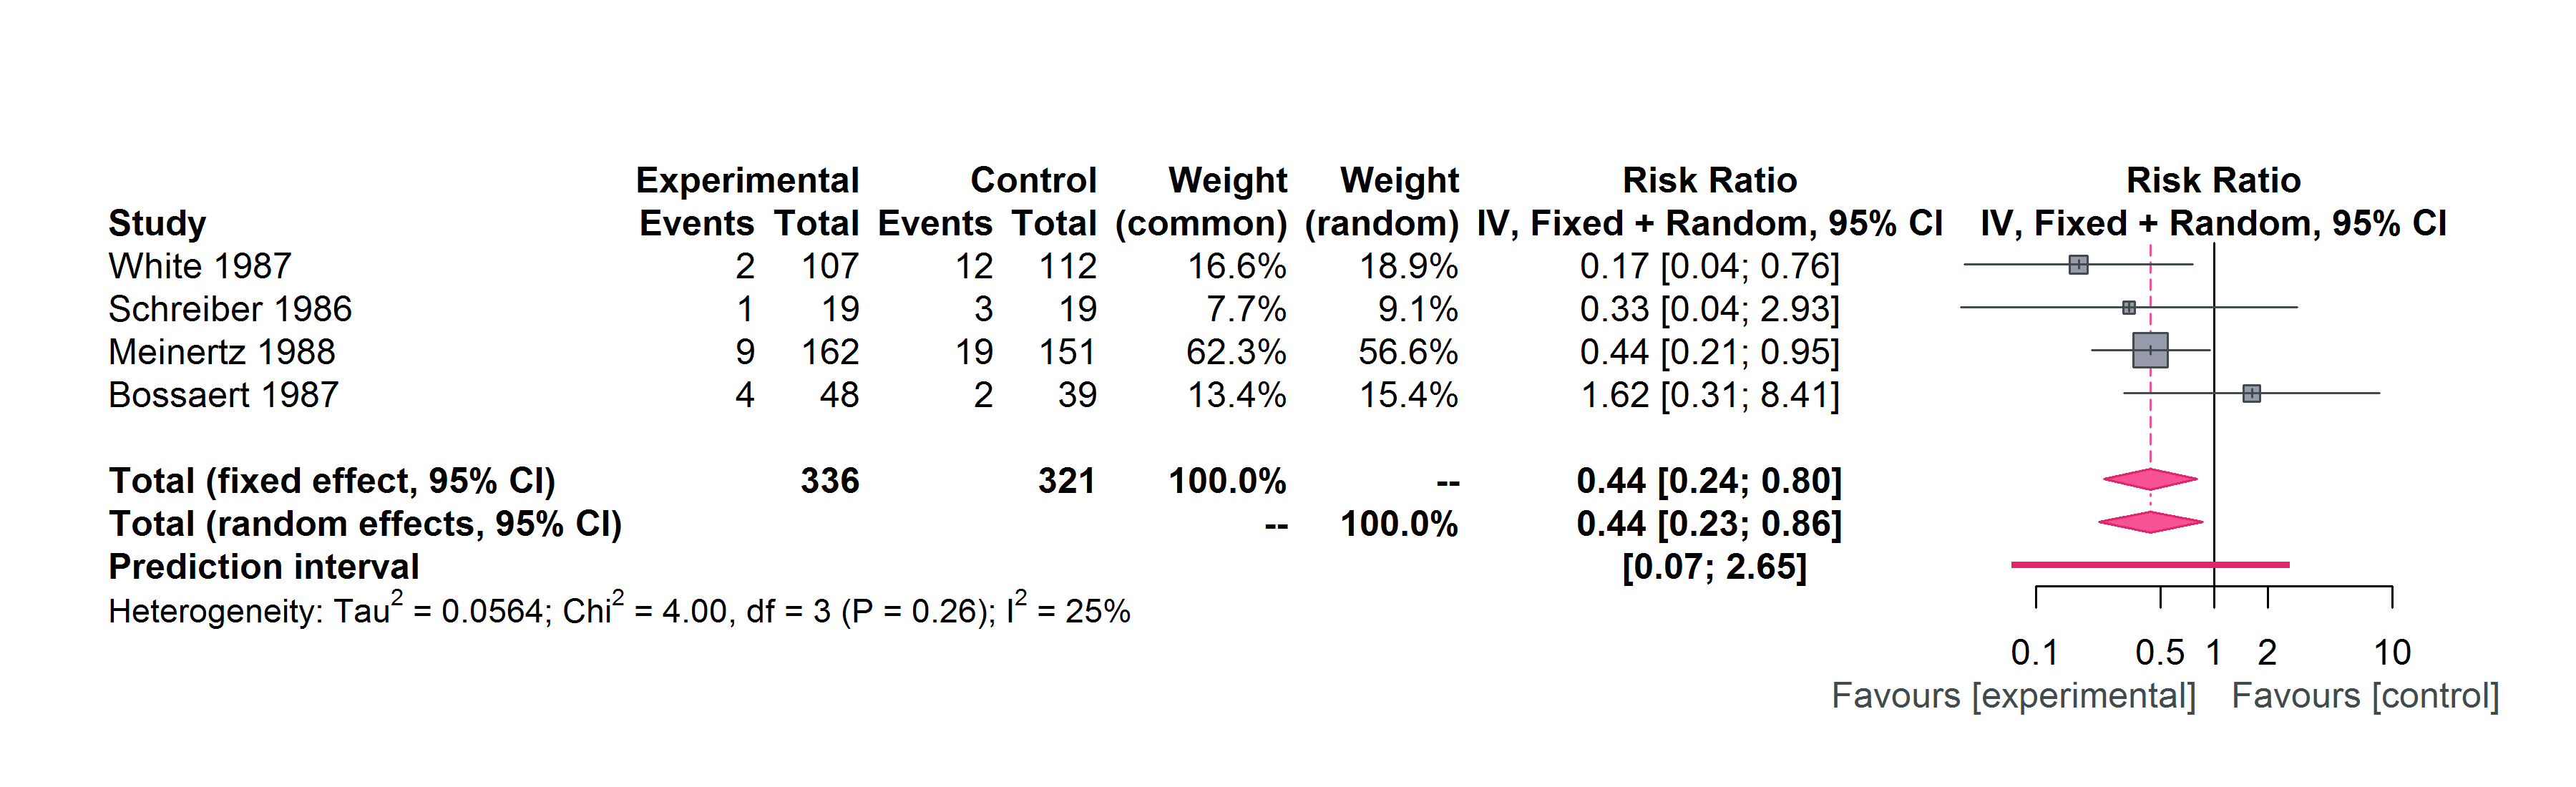 Experimental Control Weight Weight Risk Ratio Risk Ratio
Study Events Total Events Total (common) (random) IV, Fixed + Random, 95% CI IV, Fixed + Random, 95% CI
White 1987 2 107 12 112 16.6% 18.9% 0.17 [0.04; 0.76]
Schreiber 1986 1 19 3 19 7.7% 9.1% 0.33 [0.04; 2.93]
Meinertz 1988 9 162 19 151 62.3% 56.6% 0.44 [0.21; 0.95]
Bossaert 1987 4 48 2 39 13.4% 15.4% 1.62 [0.31; 8.41]
Total (fixed effect, 95% CI) 336 321 100.0% -- 0.44 [0.24; 0.80]
Total (random effects, 95% CI) -- 100.0% 0.44 [0.23; 0.86]
Prediction interval [0.07; 2.65]
Heterogeneity: Tau² = 0.0564; Chi² = 4.00, df = 3 (P = 0.26); I² = 25%
0.1 0.5 1 2 10
Favours [experimental] Favours [control]